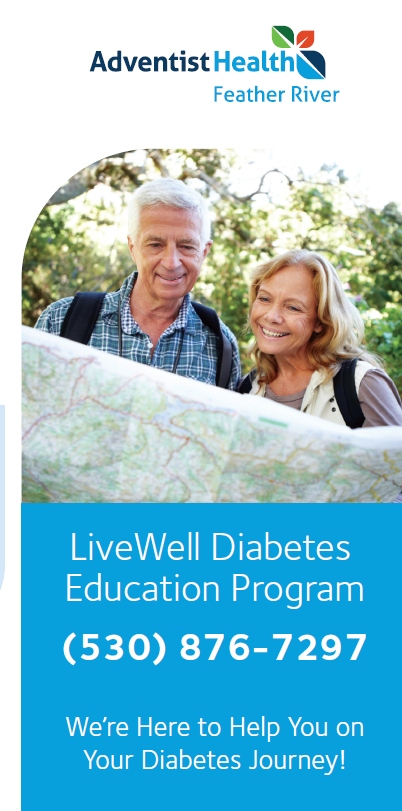 AdventistHealth
Feather River
LiveWell Diabetes
Education Program
(530) 876-7297
We're Here to Help You on
Your Diabetes Journey!